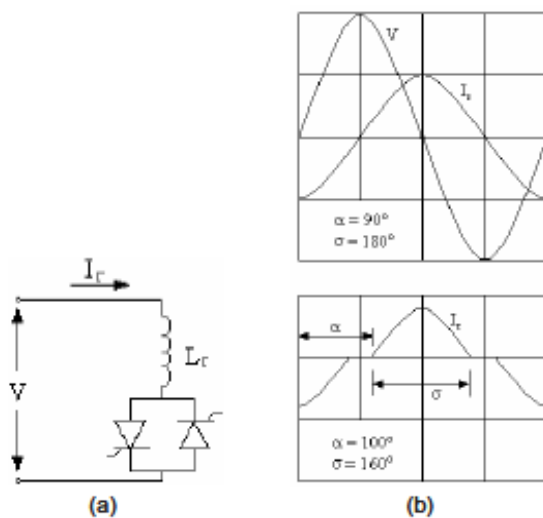 I_r
L_r
V
(a)
V
I_r
α = 90°
σ = 180°
α
I_r
σ
α = 100°
σ = 160°
(b)